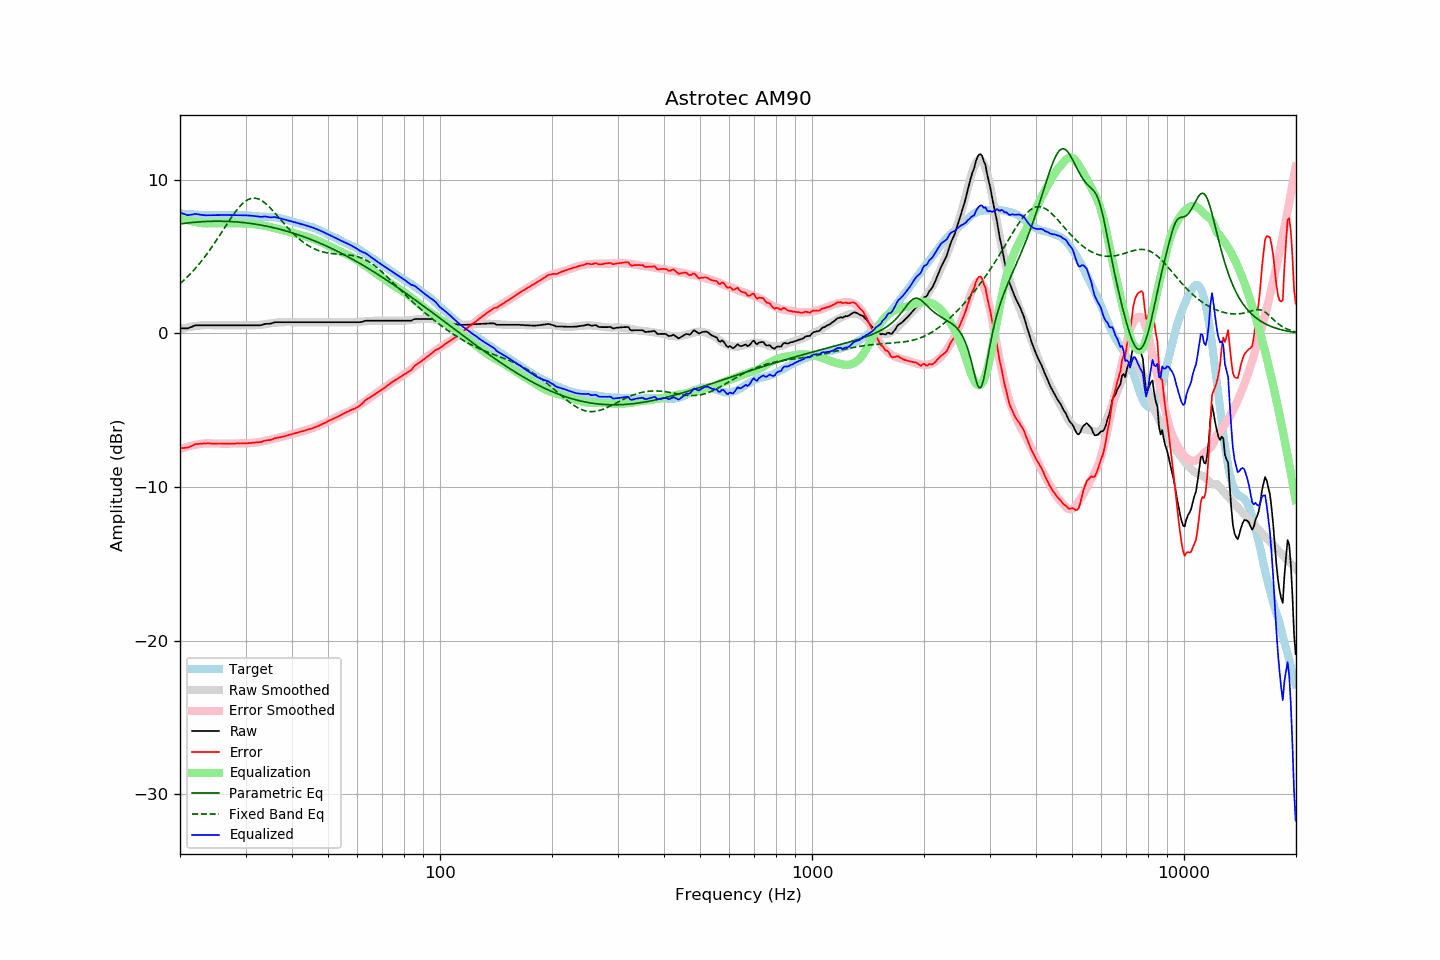 Astrotec AM90
Amplitude (dBr)
10
0
−10
−20
−30
Target
Raw Smoothed
Error Smoothed
Raw
Error
Equalization
Parametric Eq
Fixed Band Eq
Equalized
100
1000
10000
Frequency (Hz)